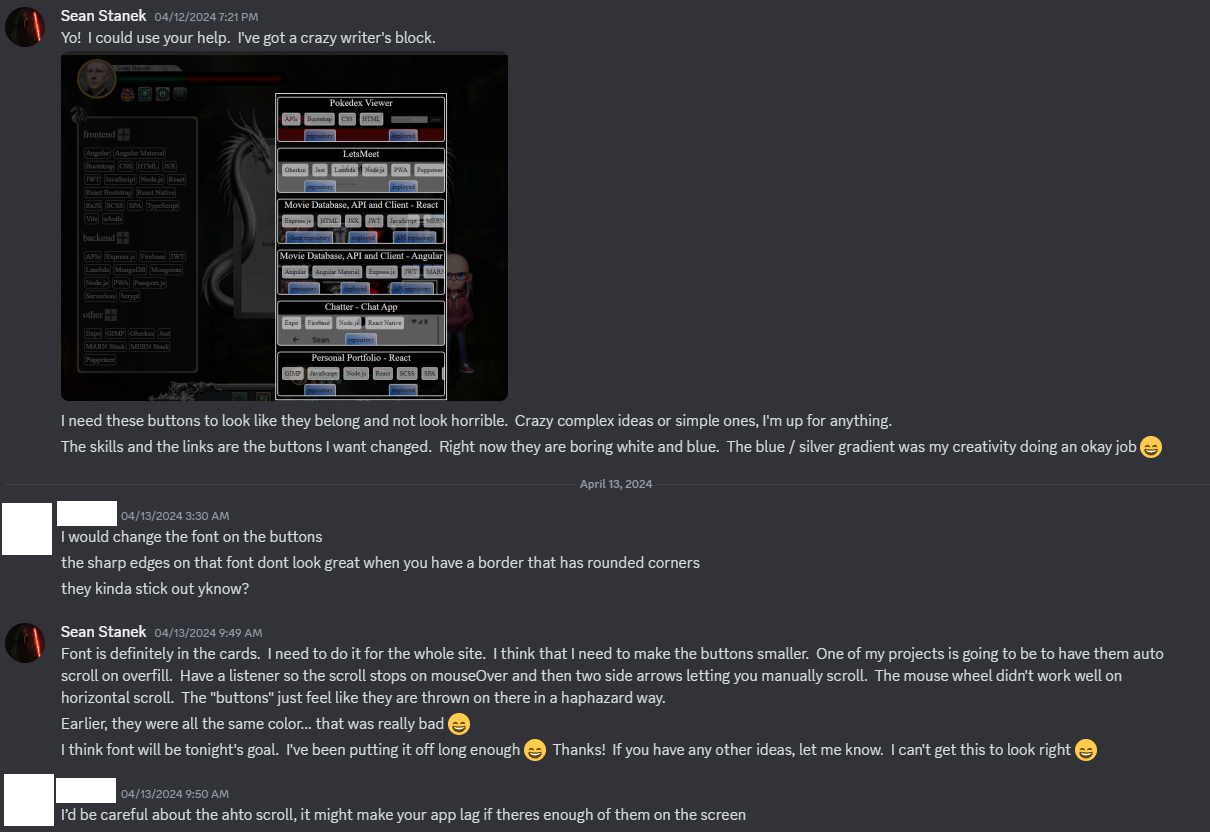 Sean Stanek 04/12/2024 7:21 PM
Yo! I could use your help. I've got a crazy writer's block.
Sean Stanek
frontend
Angular Angular Material
Bootstrap CSS HTML JSX
JWT JavaScript Node.js React
React Bootstrap React Native
RxJS SCSS SPA TypeScript
Vite oAuth
backend
APIs Express.js Firebase JWT
Lambda MongoDB Mongoose
Node.js PWA Passport.js
Serverless bcrypt
other
Expo GIMP Gherkin Jest
MARN Stack MERN Stack
Puppeteer
Pokedex Viewer
APIs Bootstrap CSS HTML
repository deployed
LetsMeet
Gherkin Jest Lambda Node.js PWA Puppeteer
repository deployed
Movie Database, API and Client - React
Express.js HTML JSX JWT JavaScript MERN
client repository deployed API repository
Movie Database, API and Client - Angular
Angular Angular Material Express.js JWT MARN
repository deployed API repository
Chatter - Chat App
Expo Firebase Node.js React Native
← Sean repository
Personal Portfolio - React
GIMP JavaScript Node.js React SCSS SPA
repository deployed
I need these buttons to look like they belong and not look horrible. Crazy complex ideas or simple ones, I'm up for anything.
The skills and the links are the buttons I want changed. Right now they are boring white and blue. The blue / silver gradient was my creativity doing an okay job 😄
April 13, 2024
04/13/2024 3:30 AM
I would change the font on the buttons
the sharp edges on that font dont look great when you have a border that has rounded corners
they kinda stick out yknow?
Sean Stanek 04/13/2024 9:49 AM
Font is definitely in the cards. I need to do it for the whole site. I think that I need to make the buttons smaller. One of my projects is going to be to have them auto
scroll on overfill. Have a listener so the scroll stops on mouseOver and then two side arrows letting you manually scroll. The mouse wheel didn't work well on
horizontal scroll. The "buttons" just feel like they are thrown on there in a haphazard way.
Earlier, they were all the same color... that was really bad 😄
I think font will be tonight's goal. I've been putting it off long enough 😄 Thanks! If you have any other ideas, let me know. I can't get this to look right 😄
04/13/2024 9:50 AM
I'd be careful about the ahto scroll, it might make your app lag if theres enough of them on the screen